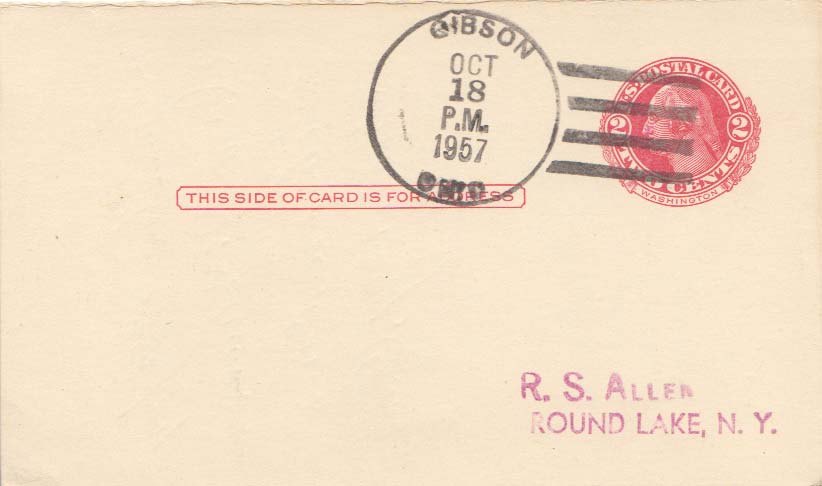 GIBSON
OCT
18
P.M.
1957
OHIO
U.S. POSTAL CARD
2 TWO CENTS 2
WASHINGTON
THIS SIDE OF CARD IS FOR ADDRESS
R. S. ALLEN
ROUND LAKE, N. Y.